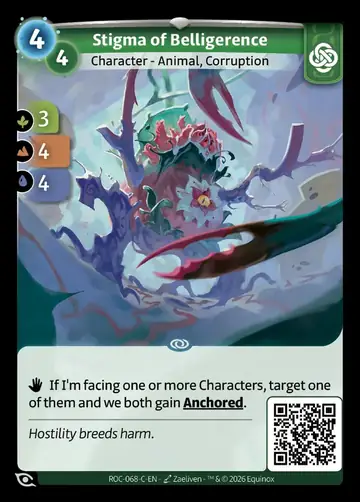 4
4
Stigma of Belligerence
Character - Animal, Corruption
3
4
4
If I'm facing one or more Characters, target one
of them and we both gain Anchored.
Hostility breeds harm.
ROC-068-C-EN - Zaeliven - ™ & © 2026 Equinox